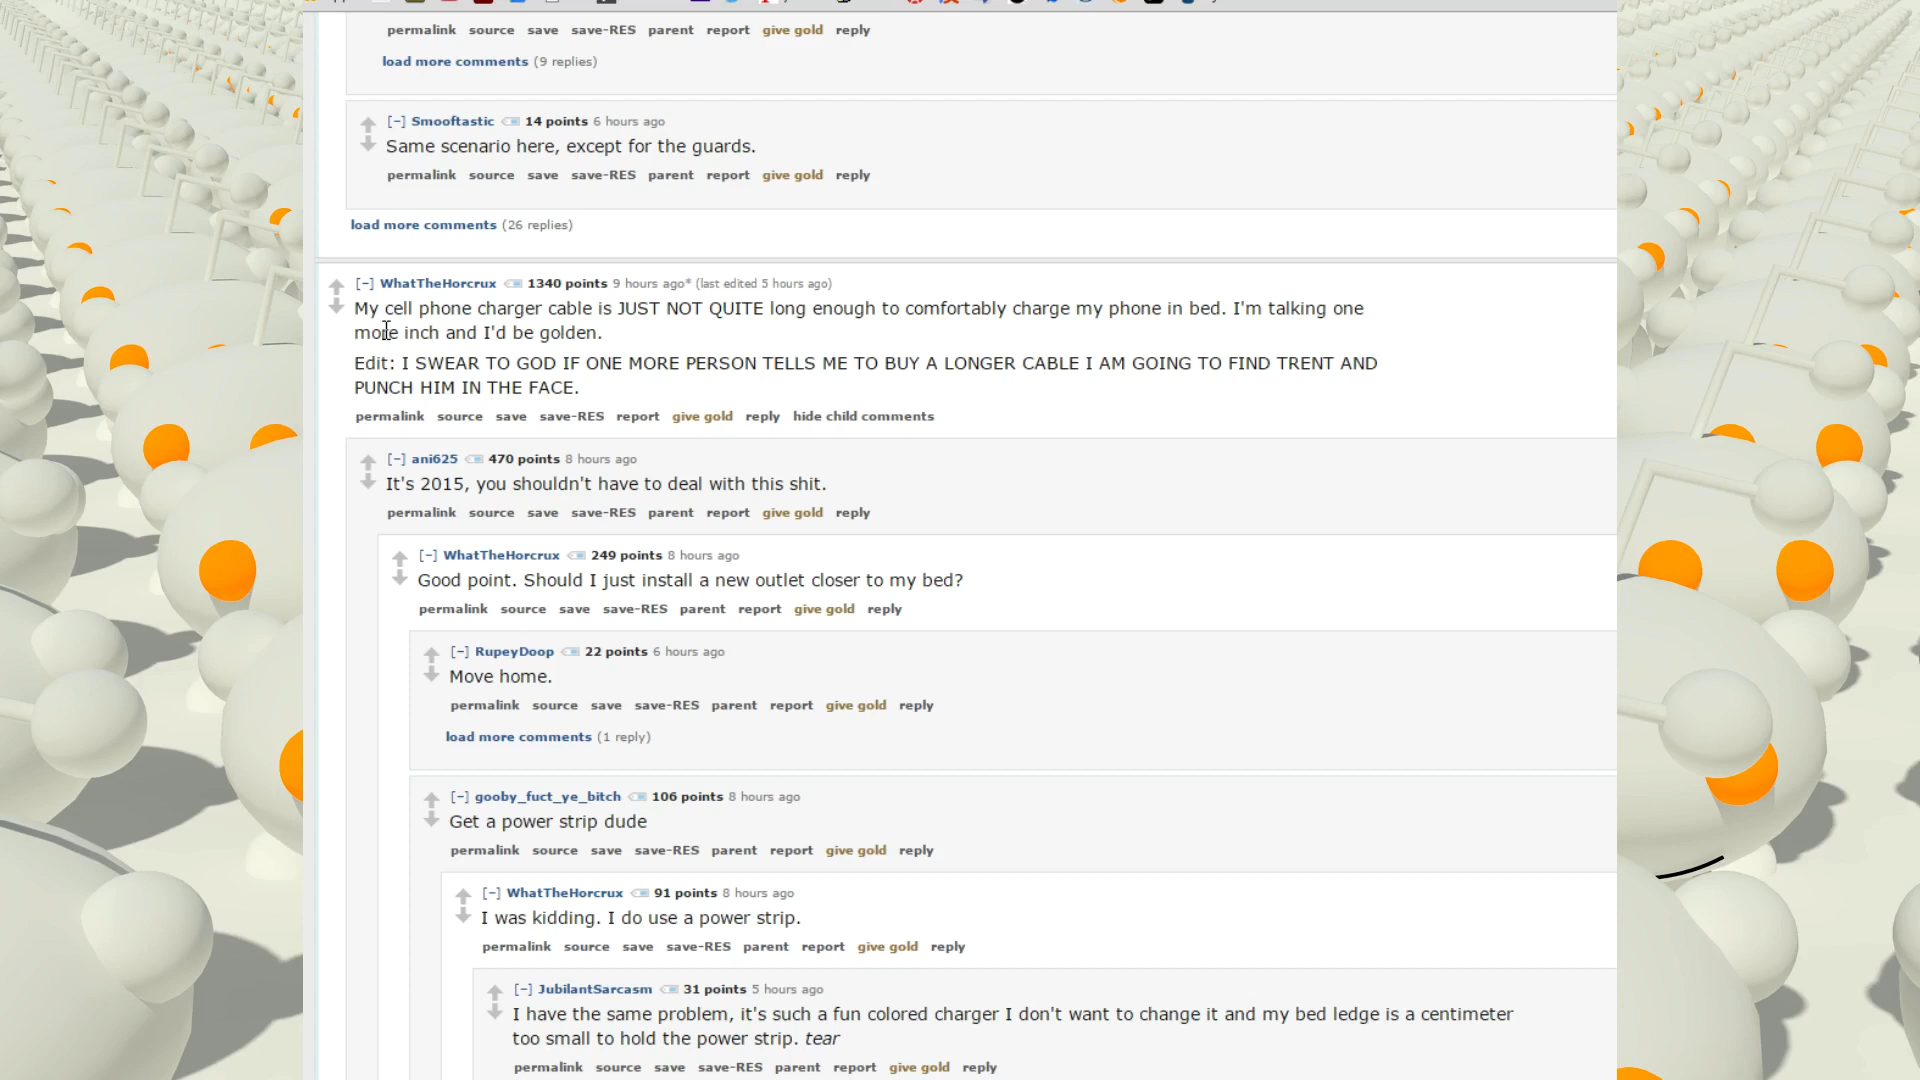 permalink source save save-RES parent report give gold reply
load more comments (9 replies)
[-] Smooftastic 14 points 6 hours ago
Same scenario here, except for the guards.
permalink source save save-RES parent report give gold reply
load more comments (26 replies)
[-] WhatTheHorcrux 1340 points 9 hours ago* (last edited 5 hours ago)
My cell phone charger cable is JUST NOT QUITE long enough to comfortably charge my phone in bed. I'm talking one
more inch and I'd be golden.
Edit: I SWEAR TO GOD IF ONE MORE PERSON TELLS ME TO BUY A LONGER CABLE I AM GOING TO FIND TRENT AND
PUNCH HIM IN THE FACE.
permalink source save save-RES report give gold reply hide child comments
[-] ani625 470 points 8 hours ago
It's 2015, you shouldn't have to deal with this shit.
permalink source save save-RES parent report give gold reply
[-] WhatTheHorcrux 249 points 8 hours ago
Good point. Should I just install a new outlet closer to my bed?
permalink source save save-RES parent report give gold reply
[-] RupeyDoop 22 points 6 hours ago
Move home.
permalink source save save-RES parent report give gold reply
load more comments (1 reply)
[-] gooby_fuct_ye_bitch 106 points 8 hours ago
Get a power strip dude
permalink source save save-RES parent report give gold reply
[-] WhatTheHorcrux 91 points 8 hours ago
I was kidding. I do use a power strip.
permalink source save save-RES parent report give gold reply
[-] JubilantSarcasm 31 points 5 hours ago
I have the same problem, it's such a fun colored charger I don't want to change it and my bed ledge is a centimeter
too small to hold the power strip. tear
permalink source save save-RES parent report give gold reply